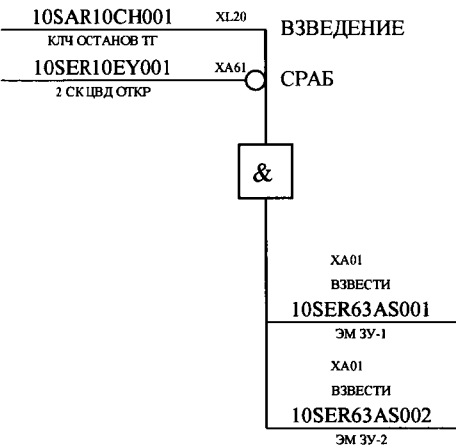 10SAR10CH001 XL20 ВЗВЕДЕНИЕ
КЛЧ ОСТАНОВ ТГ
10SER10EY001 XA61 СРАБ
2 СК ЦВД ОТКР
&
XA01
ВЗВЕСТИ
10SER63AS001
ЭМ ЗУ-1
XA01
ВЗВЕСТИ
10SER63AS002
ЭМ ЗУ-2